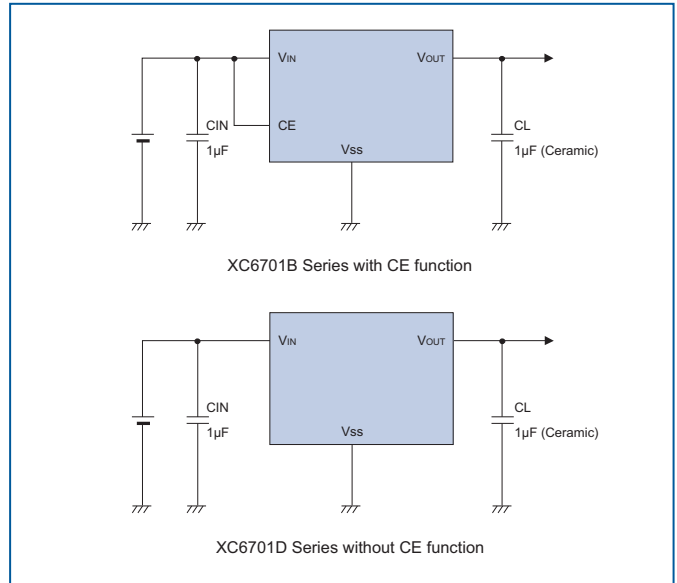 VIN
VOUT
CE
CIN
1µF
Vss
CL
1µF (Ceramic)
XC6701B Series with CE function
VIN
VOUT
CIN
1µF
Vss
CL
1µF (Ceramic)
XC6701D Series without CE function